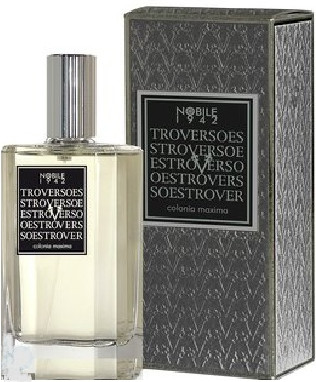 NOBILE
1942
TROVERSOES
STROVERSOE
ESTROVERSO
OESTROVERS
SOESTROVER
V
colonia maxima
NOBILE
1942
TROVERSOES
STROVERSOE
ESTROVERSO
OESTROVERS
SOESTROVER
V
colonia maxima